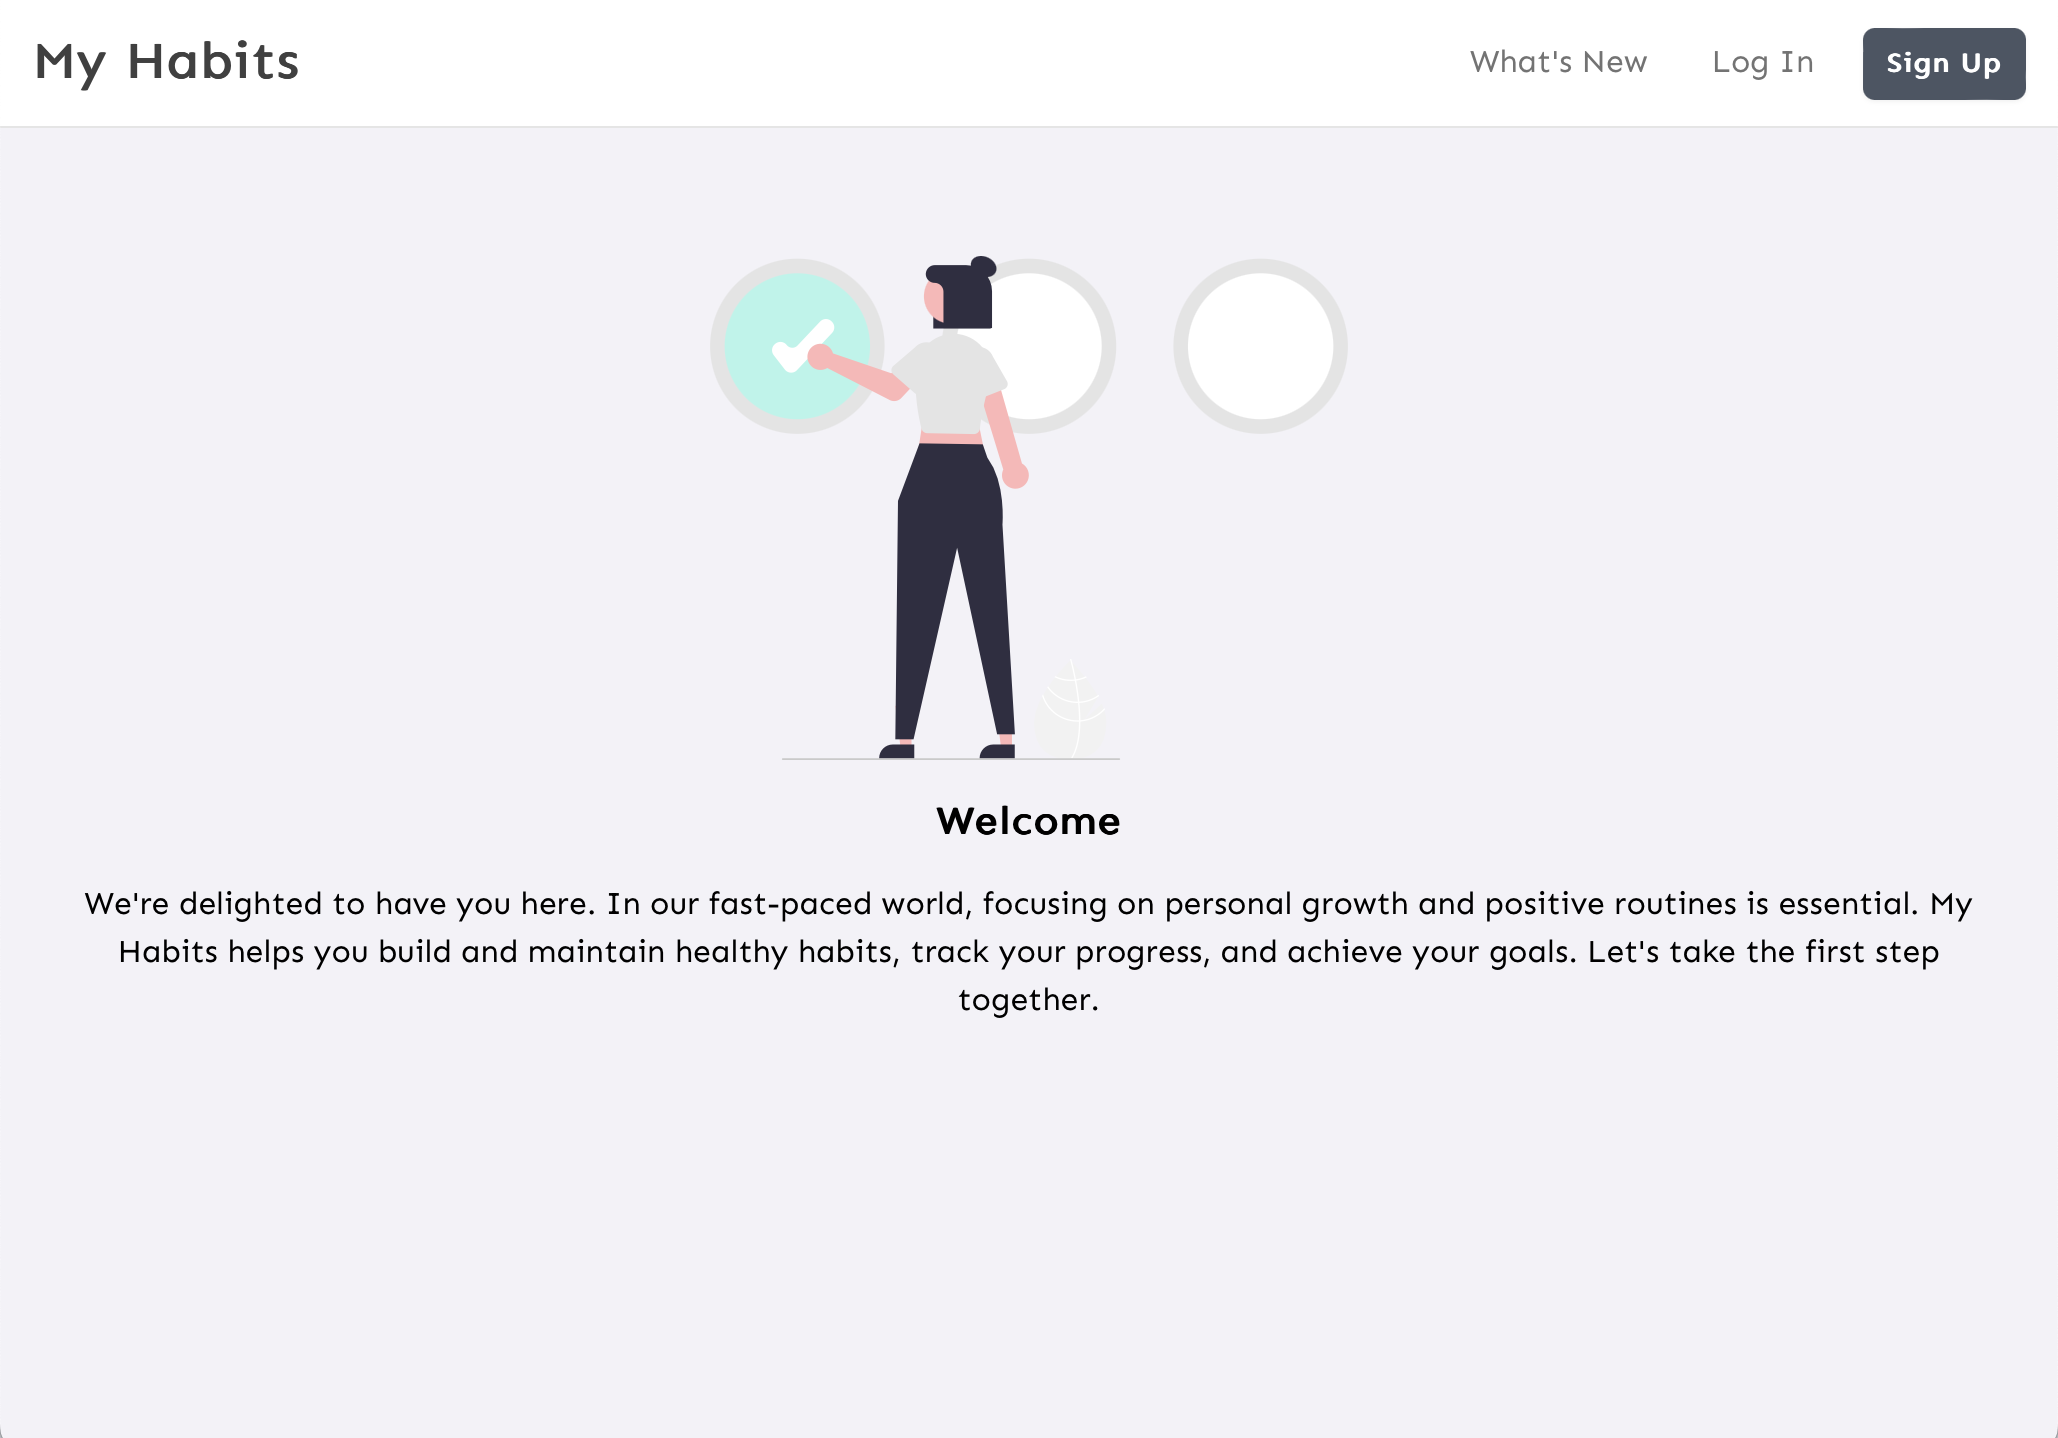 My Habits
What's New
Log In
Sign Up
Welcome
We're delighted to have you here. In our fast-paced world, focusing on personal growth and positive routines is essential. My
Habits helps you build and maintain healthy habits, track your progress, and achieve your goals. Let's take the first step
together.